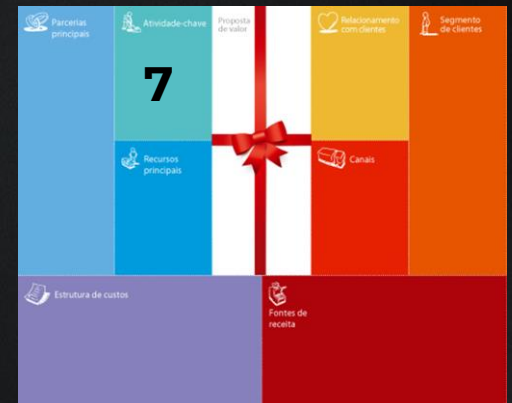 Parcerias
principais
Atividade-chave
7
Proposta
de valor
Relacionamento
com clientes
Segmento
de clientes
Recursos
principais
Canais
Estrutura de custos
Fontes de
receita